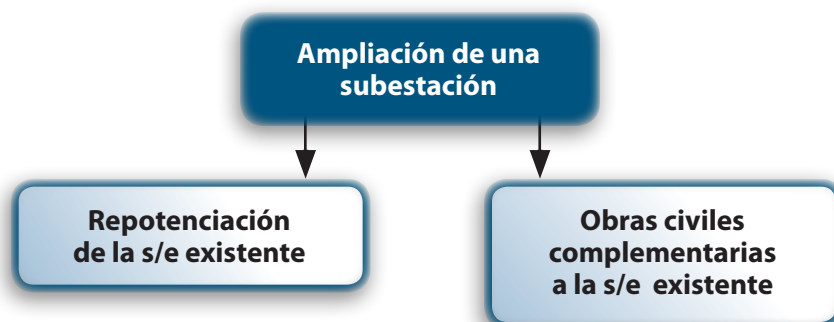 Ampliación de una
subestación
Repotenciación
de la s/e existente
Obras civiles
complementarias
a la s/e existente